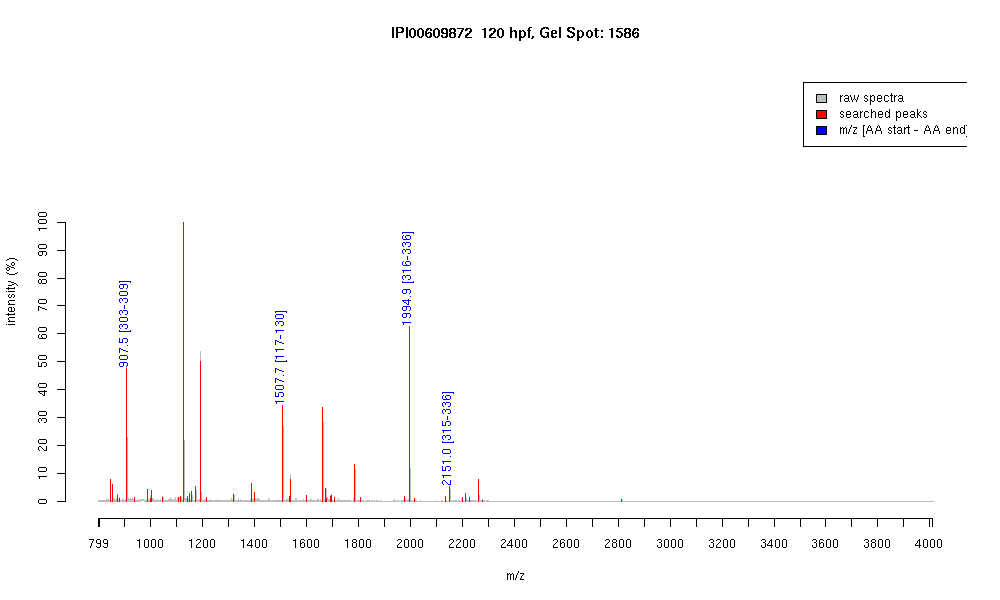 IPI00609872 120 hpf, Gel Spot: 1586
raw spectra
searched peaks
m/z [AA start - AA end]
intensity (%)
100
90
80
70
60
50
40
30
20
10
0
907.5 [303-309]
1507.7 [117-130]
1994.9 [316-336]
2151.0 [315-336]
799 1000 1200 1400 1600 1800 2000 2200 2400 2600 2800 3000 3200 3400 3600 3800 4000
m/z